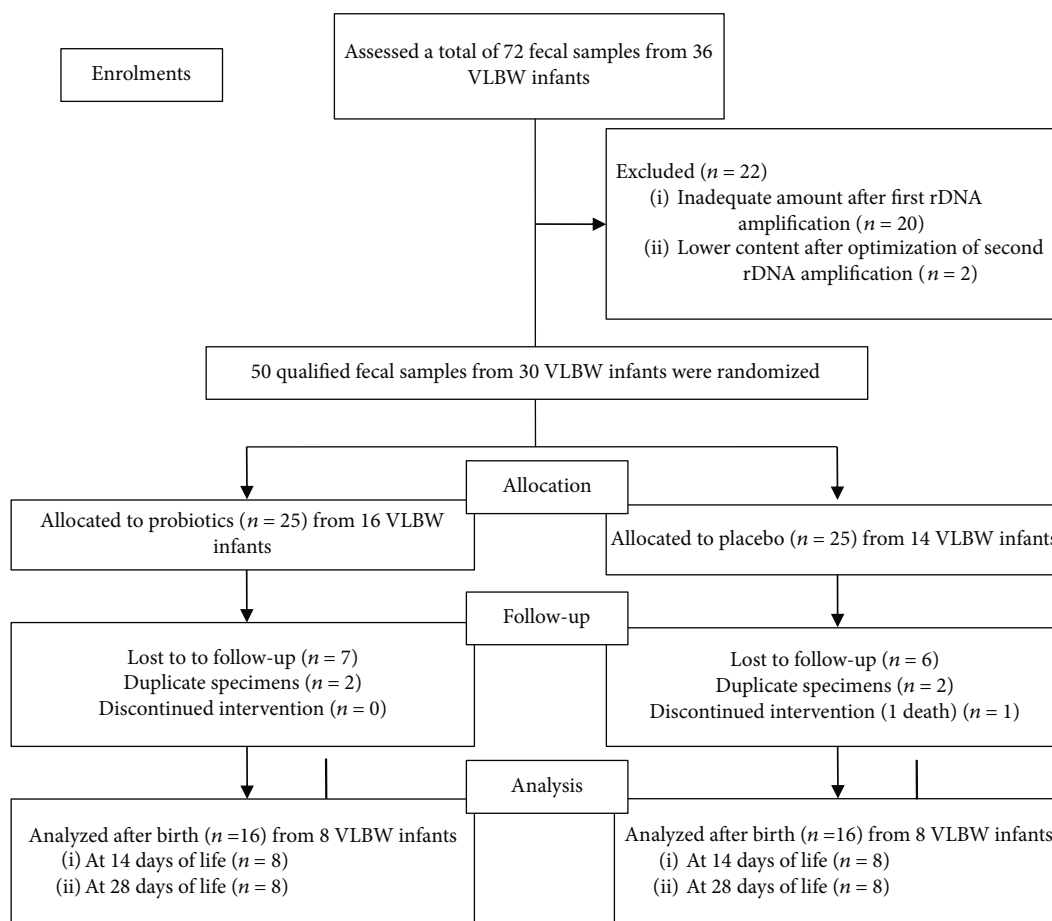 Enrolments
Assessed a total of 72 fecal samples from 36
VLBW infants
Excluded (n = 22)
(i) Inadequate amount after first rDNA
amplification (n = 20)
(ii) Lower content after optimization of second
rDNA amplification (n = 2)
50 qualified fecal samples from 30 VLBW infants were randomized
Allocation
Allocated to probiotics (n = 25) from 16 VLBW
infants
Allocated to placebo (n = 25) from 14 VLBW infants
Follow-up
Lost to to follow-up (n = 7)
Duplicate specimens (n = 2)
Discontinued intervention (n = 0)
Lost to follow-up (n = 6)
Duplicate specimens (n = 2)
Discontinued intervention (1 death) (n = 1)
Analysis
Analyzed after birth (n =16) from 8 VLBW infants
(i) At 14 days of life (n = 8)
(ii) At 28 days of life (n = 8)
Analyzed after birth (n =16) from 8 VLBW infants
(i) At 14 days of life (n = 8)
(ii) At 28 days of life (n = 8)